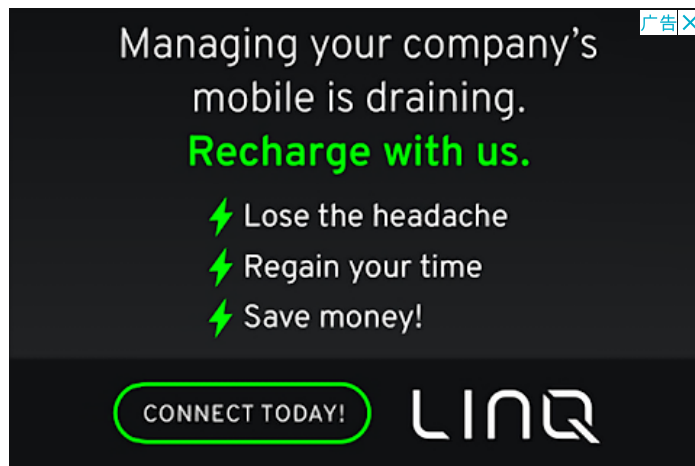 广告
Managing your company's
mobile is draining.
Recharge with us.
Lose the headache
Regain your time
Save money!
CONNECT TODAY!
LINQ